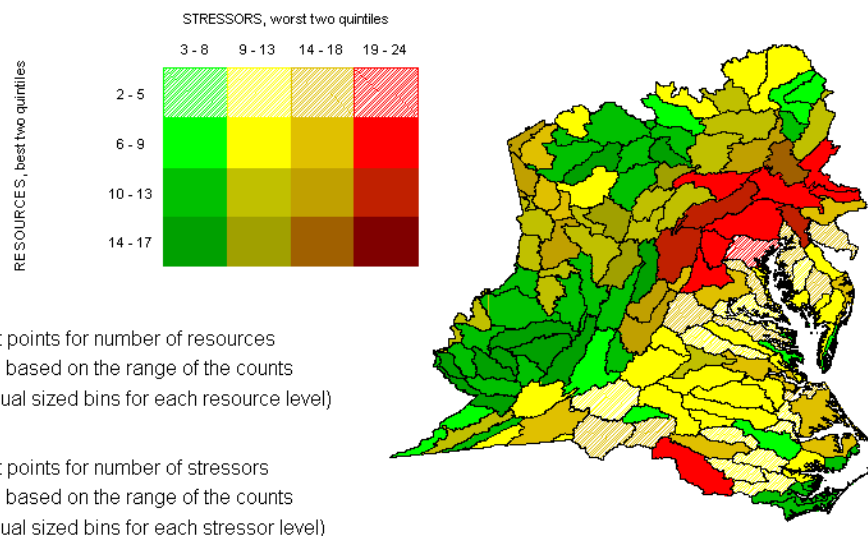 STRESSORS, worst two quintiles
3 - 8 9 - 13 14 - 18 19 - 24
RESOURCES, best two quintiles
2 - 5
6 - 9
10 - 13
14 - 17
points for number of resources
based on the range of the counts
sized bins for each resource level)
points for number of stressors
based on the range of the counts
sized bins for each stressor level)